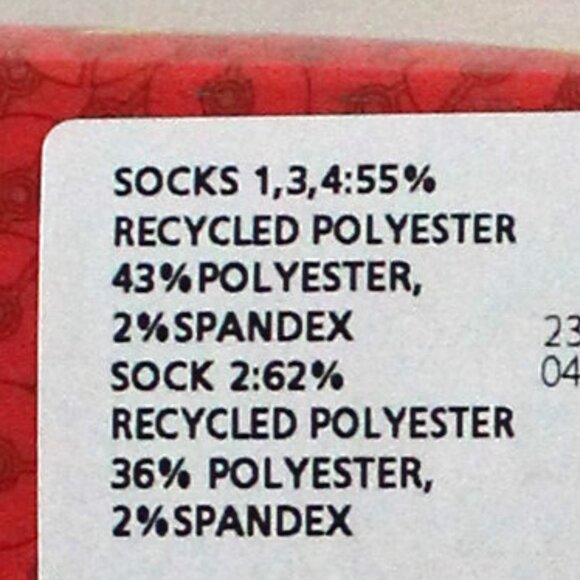 SOCKS 1,3,4:55%
RECYCLED POLYESTER
43%POLYESTER,
2%SPANDEX
SOCK 2:62%
RECYCLED POLYESTER
36% POLYESTER,
2%SPANDEX
23
04